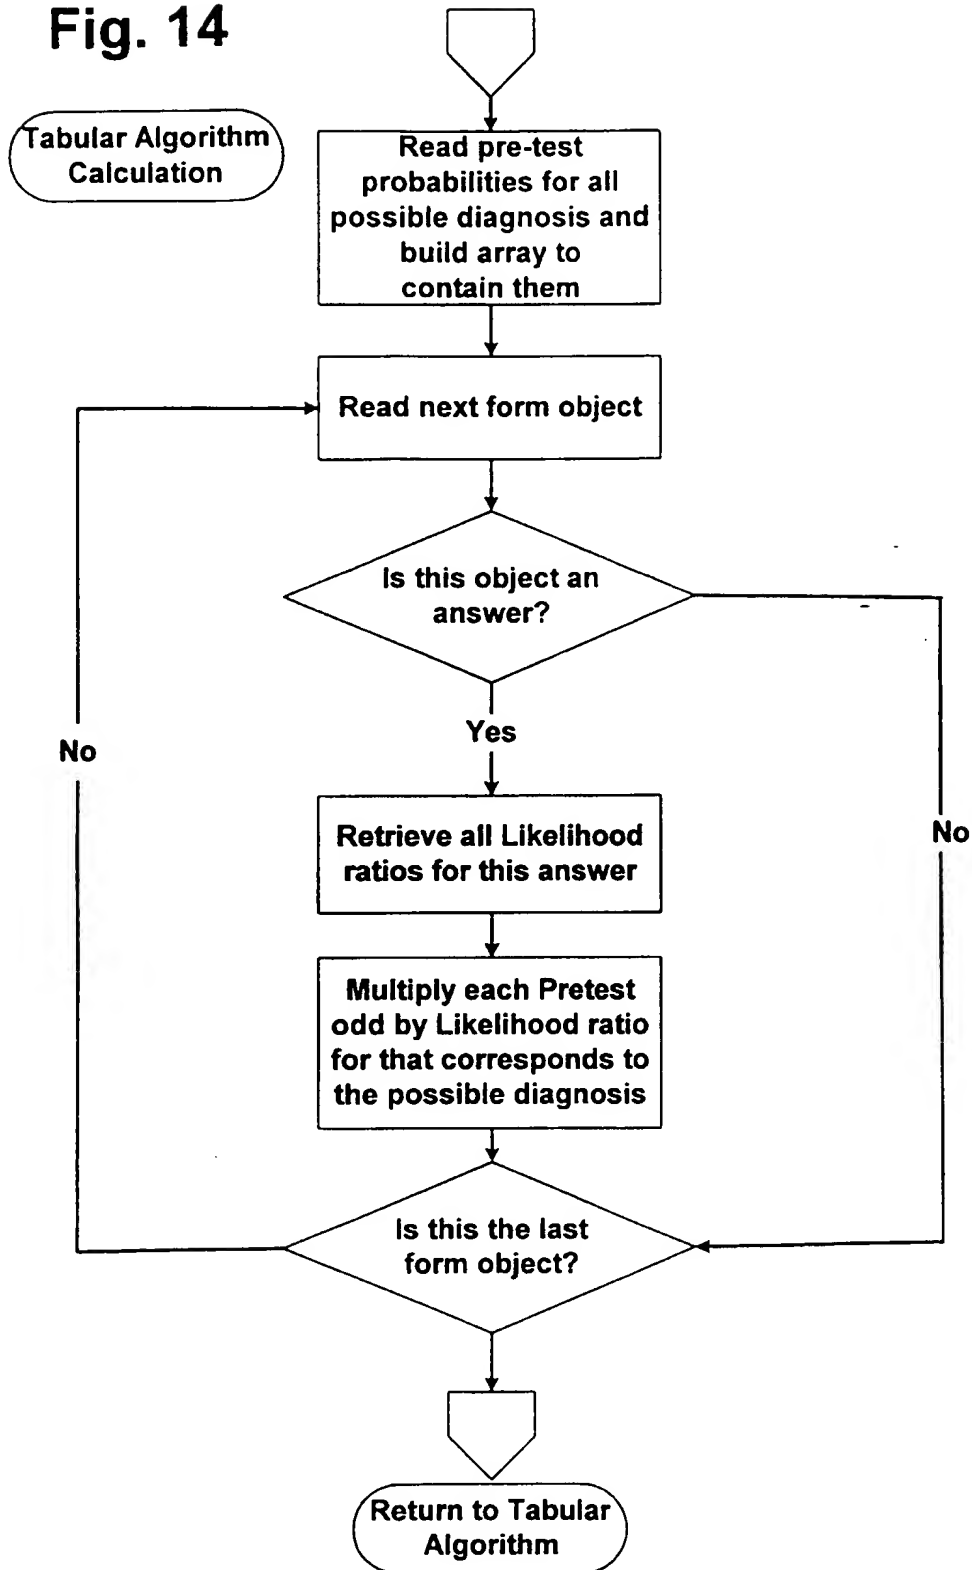 Fig. 14
Tabular Algorithm
Calculation
Read pre-test
probabilities for all
possible diagnosis and
build array to
contain them
Read next form object
Is this object an
answer?
Yes
No
No
Retrieve all Likelihood
ratios for this answer
Multiply each Pretest
odd by Likelihood ratio
for that corresponds to
the possible diagnosis
Is this the last
form object?
Return to Tabular
Algorithm